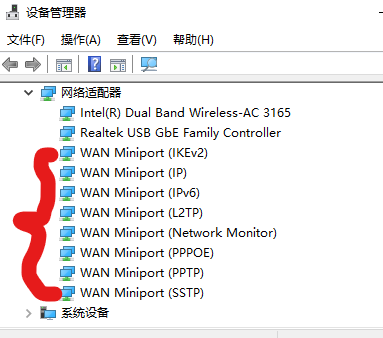 设备管理器
文件(F) 操作(A) 查看(V) 帮助(H)
网络适配器
Intel(R) Dual Band Wireless-AC 3165
Realtek USB GbE Family Controller
WAN Miniport (IKEv2)
WAN Miniport (IP)
WAN Miniport (IPv6)
WAN Miniport (L2TP)
WAN Miniport (Network Monitor)
WAN Miniport (PPPOE)
WAN Miniport (PPTP)
WAN Miniport (SSTP)
系统设备